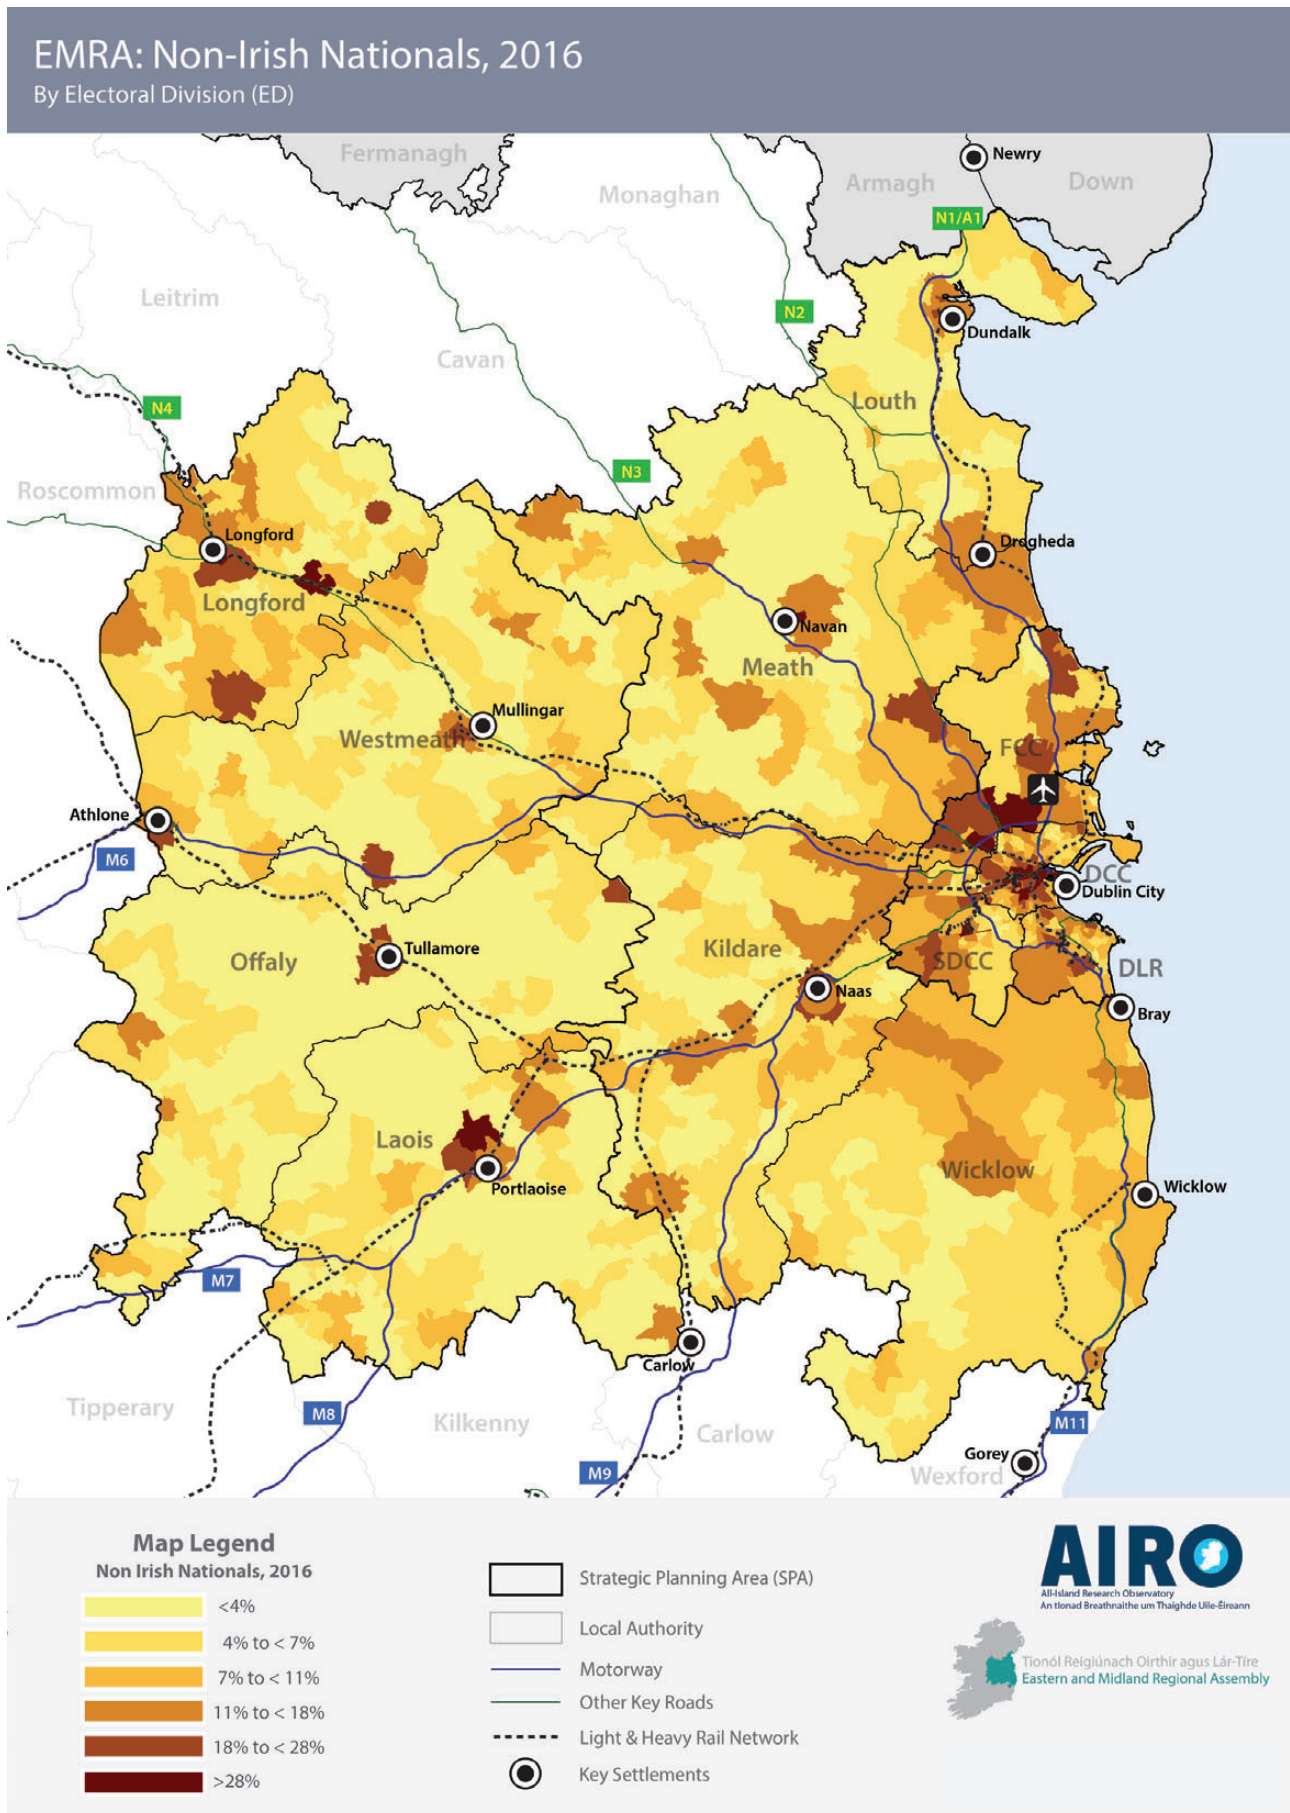 EMRA: Non-Irish Nationals, 2016
By Electoral Division (ED)
Fermanagh
Newry
Monaghan
Armagh
Down
N1/A1
Leitrim
N2
Dundalk
Cavan
Louth
N4
N3
Roscommon
Longford
Drogheda
Longford
Navan
Meath
Mullingar
Westmeath
FCC
Athlone
M6
DCC
Dublin City
Tullamore
Offaly
Kildare
SDCC
DLR
Naas
Bray
Laois
Wicklow
Portlaoise
Wicklow
M7
Carlow
Tipperary
M8
Kilkenny
Carlow
M11
Gorey
M9
Wexford
Map Legend
Non Irish Nationals, 2016
<4%
4% to < 7%
7% to < 11%
11% to < 18%
18% to < 28%
>28%
Strategic Planning Area (SPA)
Local Authority
Motorway
Other Key Roads
Light & Heavy Rail Network
Key Settlements
AIRO
All-Island Research Observatory
An tIonad Breathnaithe um Thaighde Uile-Éireann
Tionól Reigiúnach Oirthir agus Lár-Tíre
Eastern and Midland Regional Assembly